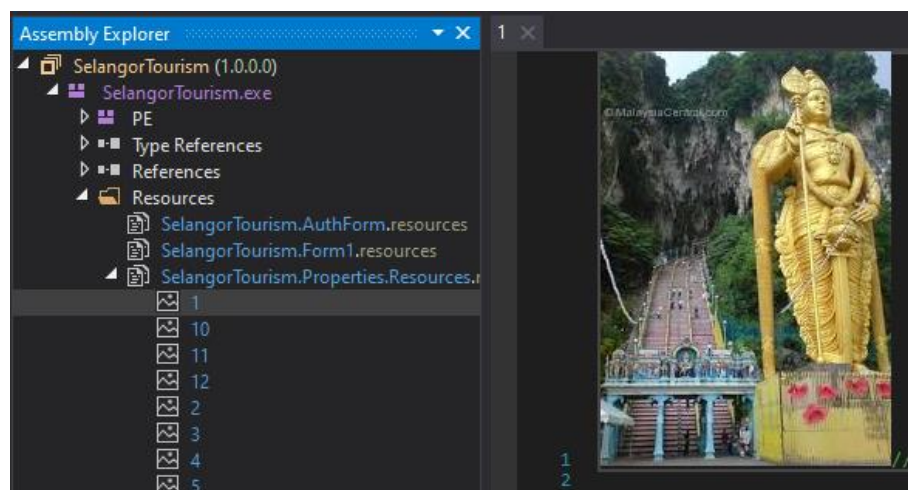 Assembly Explorer
SelangorTourism (1.0.0.0)
SelangorTourism.exe
PE
Type References
References
Resources
SelangorTourism.AuthForm.resources
SelangorTourism.Form1.resources
SelangorTourism.Properties.Resources.r
1
10
11
12
2
3
4
5
1
©MalaysiaCentral.com
1 //
2